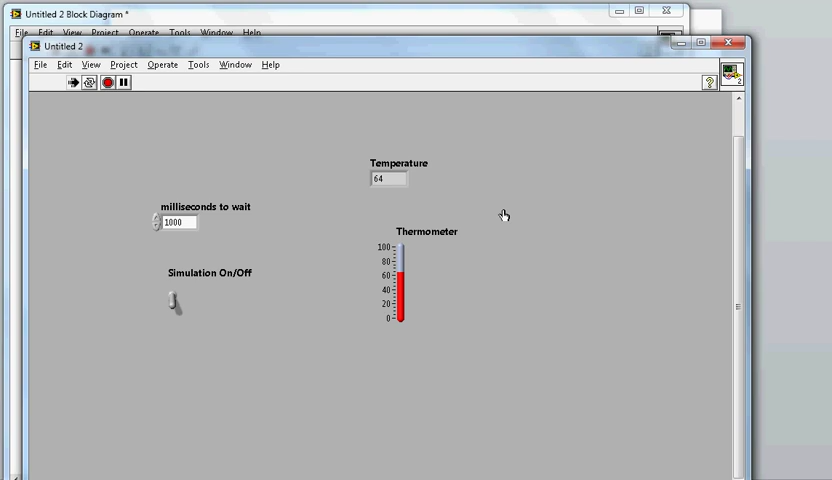 Untitled 2 Block Diagram *
File Edit View Project Operate Tools Window Help
Untitled 2
File Edit View Project Operate Tools Window Help
?
2
Temperature
64
milliseconds to wait
1000
Thermometer
100
80
60
40
20
0
Simulation On/Off